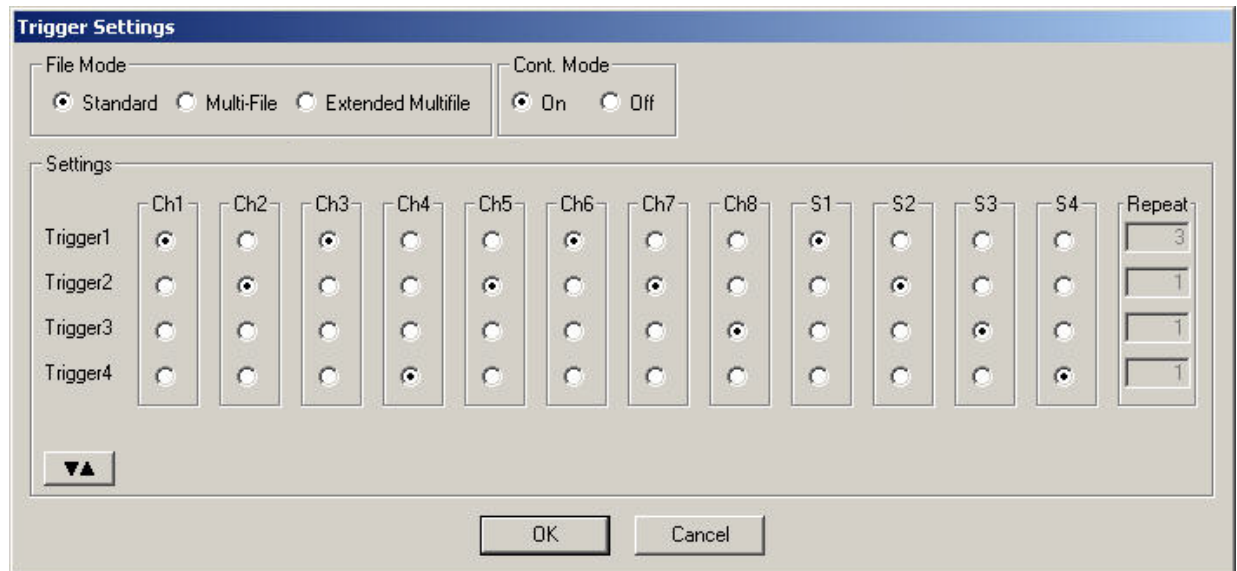 Trigger Settings
File Mode Cont. Mode
Standard Multi-File Extended Multifile On Off
Settings
Ch1 Ch2 Ch3 Ch4 Ch5 Ch6 Ch7 Ch8 S1 S2 S3 S4 Repeat
Trigger1 3
Trigger2 1
Trigger3 1
Trigger4 1
OK Cancel